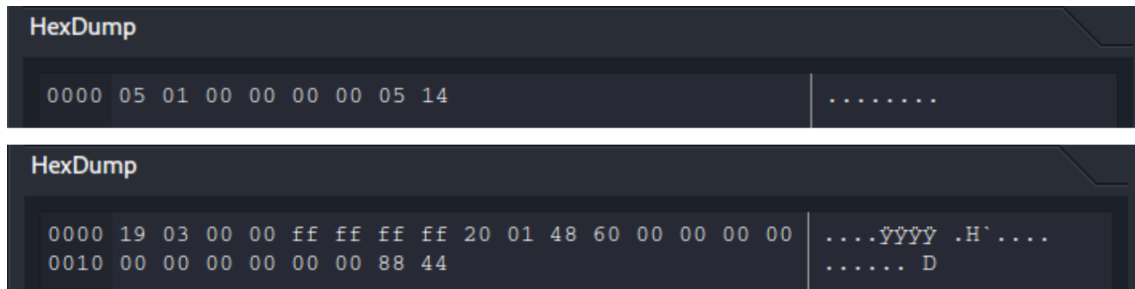 HexDump
0000 05 01 00 00 00 00 05 14 ........
HexDump
0000 19 03 00 00 ff ff ff ff 20 01 48 60 00 00 00 00 ....ÿÿÿÿ .H`....
0010 00 00 00 00 00 00 88 44 ...... D